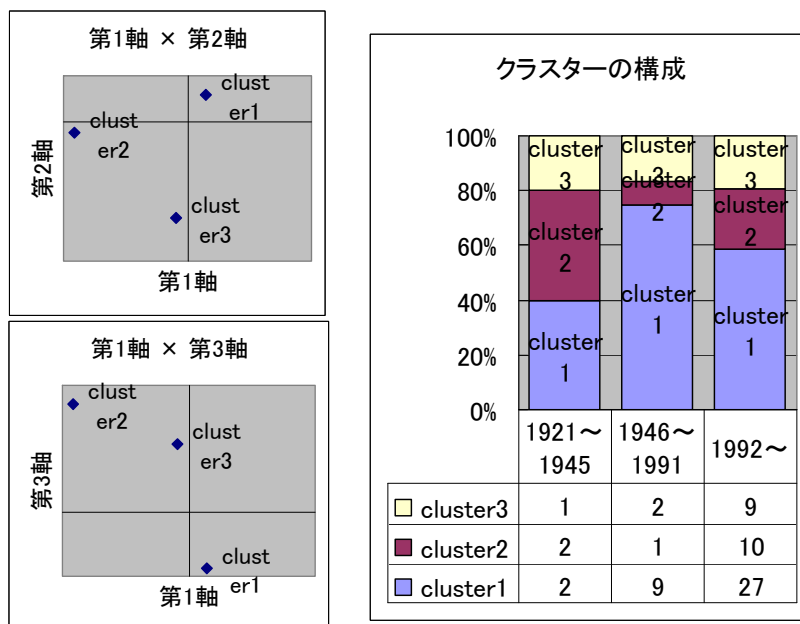 第1軸 × 第2軸
clust
er1
clust
er2
clust
er3
第2軸
第1軸
第1軸 × 第3軸
clust
er2
clust
er3
clust
er1
第3軸
第1軸
クラスターの構成
100%
80%
60%
40%
20%
0%
cluster
3
cluster
2
cluster
1
cluster
3
cluster
2
cluster
1
cluster
3
cluster
2
cluster
1
1921～
1945
1946～
1991
1992～
cluster3 1 2 9
cluster2 2 1 10
cluster1 2 9 27